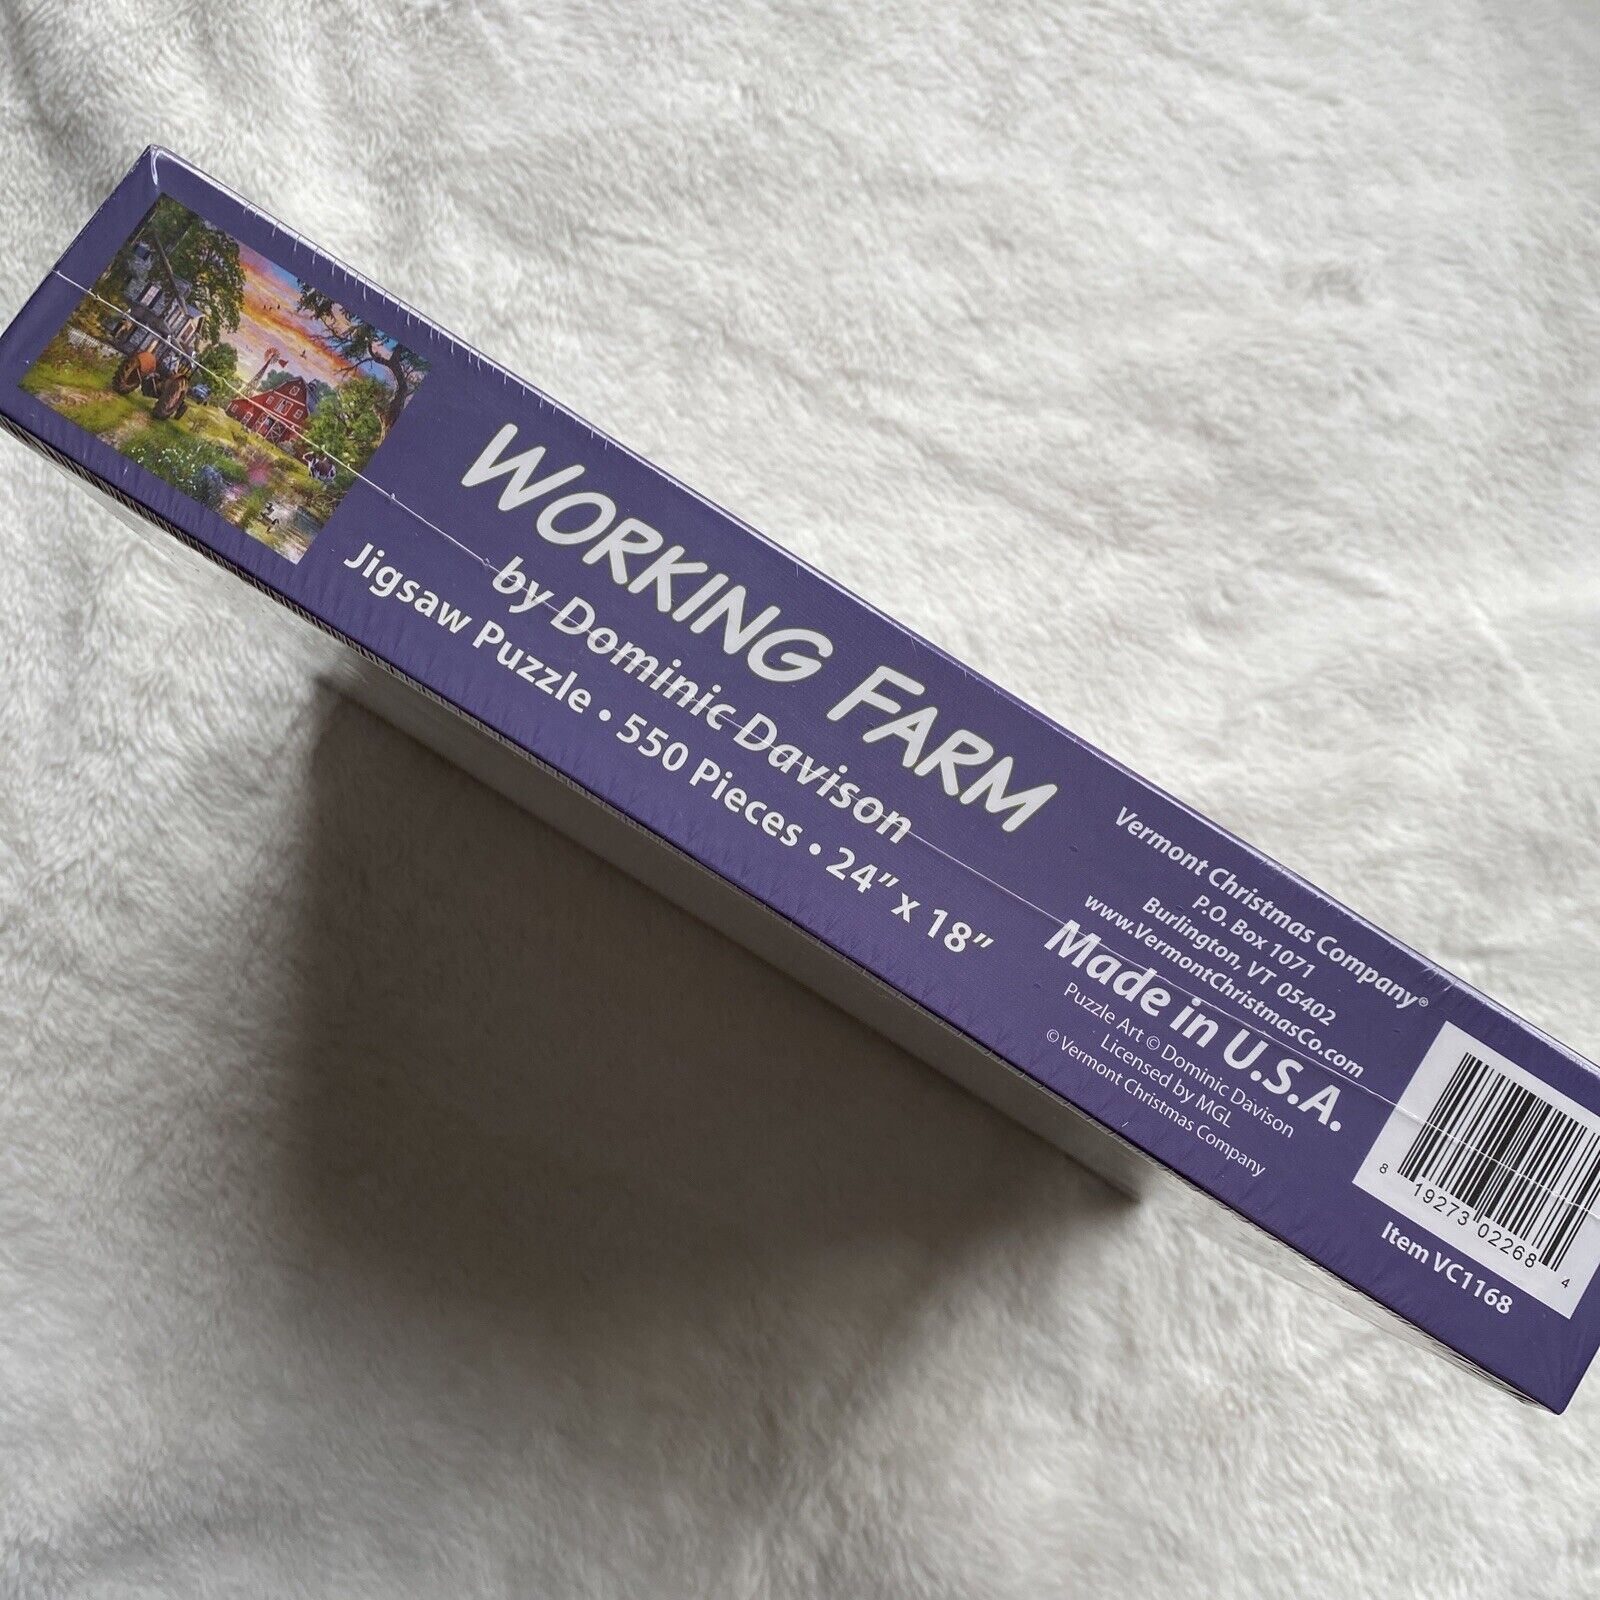 WORKING FARM
by Dominic Davison
Jigsaw Puzzle • 550 Pieces • 24" x 18"
Vermont Christmas Company®
P.O. Box 1071
Burlington, VT 05402
www.VermontChristmasCo.com
Made in U.S.A.
Puzzle Art © Dominic Davison
Licensed by MGL
© Vermont Christmas Company
8 19273 02268 4
Item VC1168